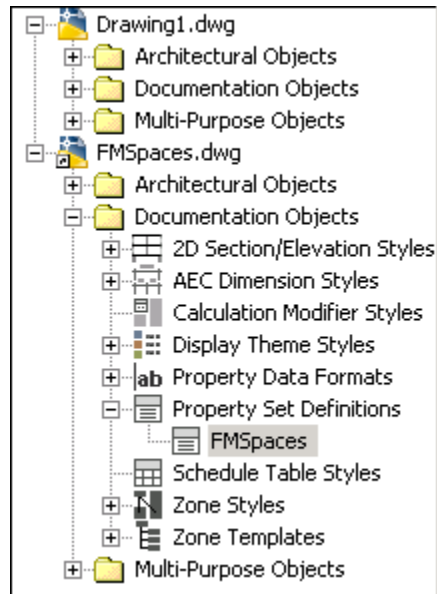 Drawing1.dwg
Architectural Objects
Documentation Objects
Multi-Purpose Objects
FMSpaces.dwg
Architectural Objects
Documentation Objects
2D Section/Elevation Styles
AEC Dimension Styles
Calculation Modifier Styles
Display Theme Styles
ab Property Data Formats
Property Set Definitions
FMSpaces
Schedule Table Styles
Zone Styles
Zone Templates
Multi-Purpose Objects